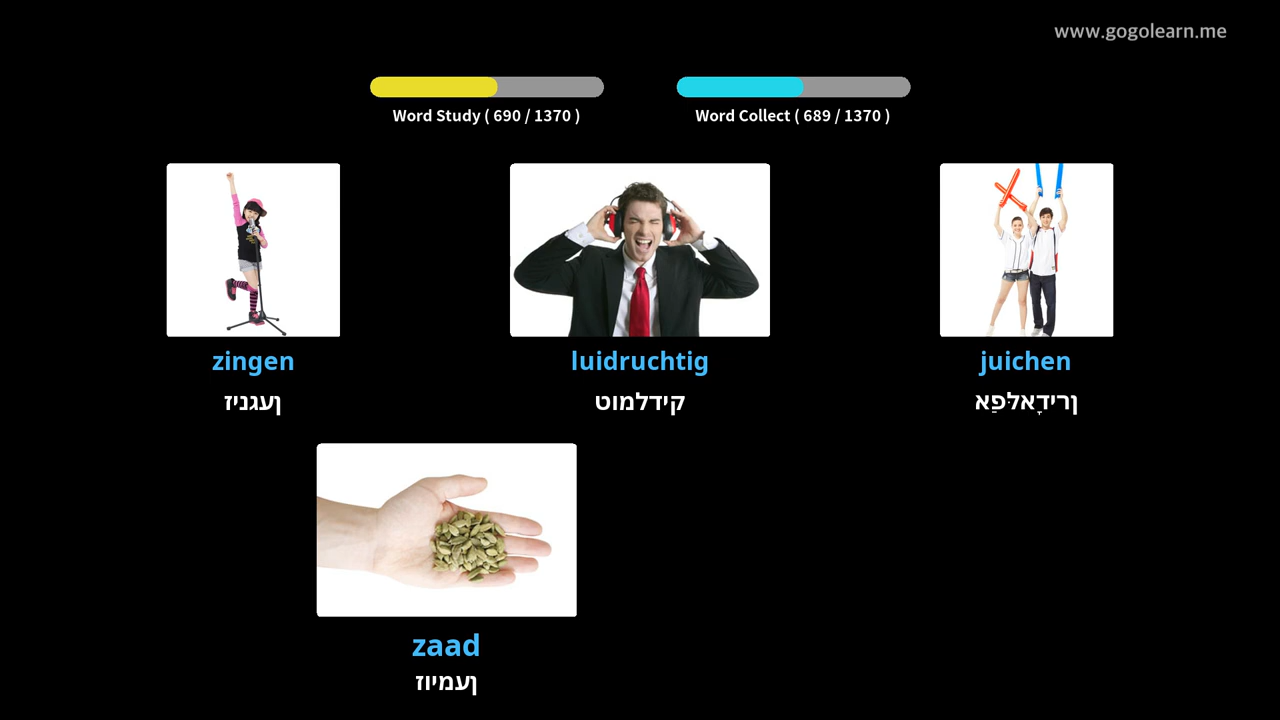 www.gogolearn.me
Word Study ( 690 / 1370 )
Word Collect ( 689 / 1370 )
zingen
luidruchtig
juichen
זינגען
טומלדיק
אַפּלאָדירן
zaad
זוימען